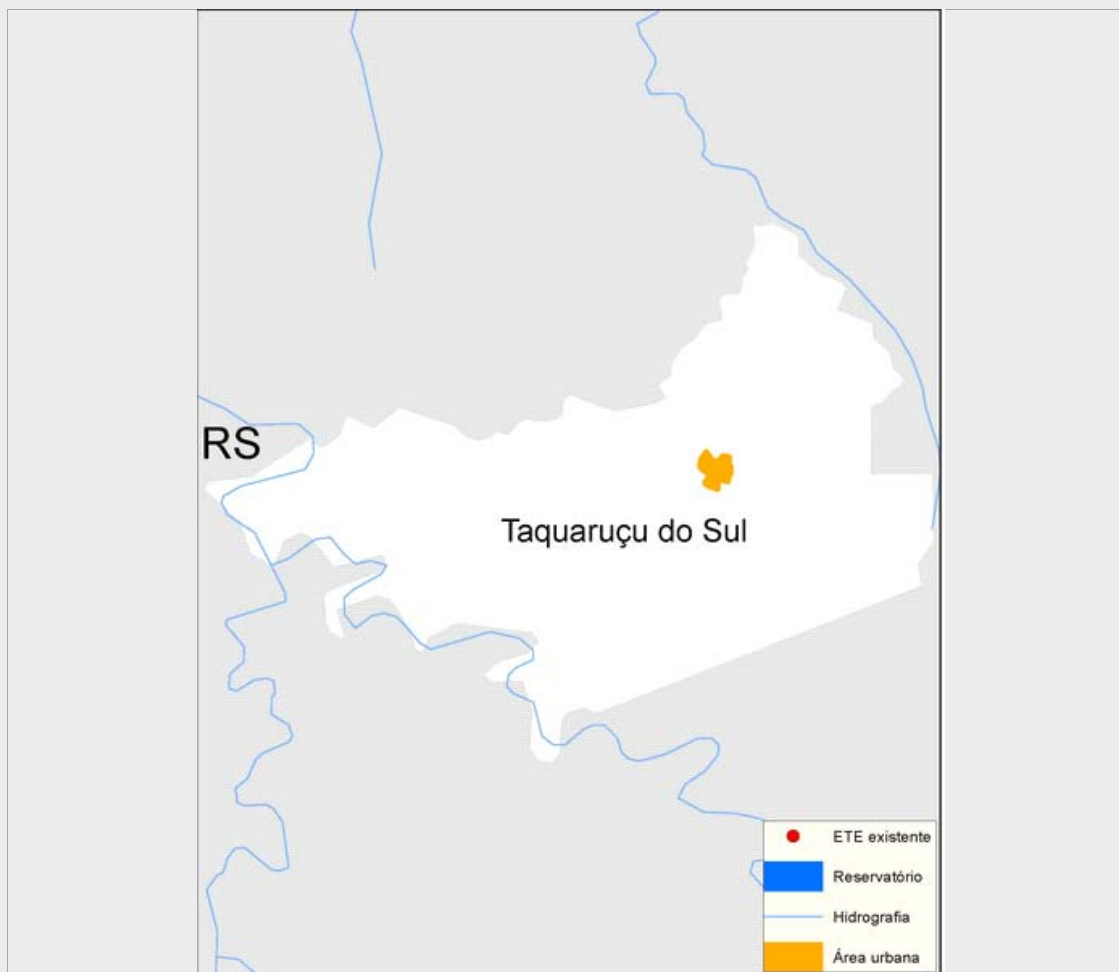 RS
Taquaruçu do Sul
ETE existente
Reservatório
Hidrografia
Área urbana